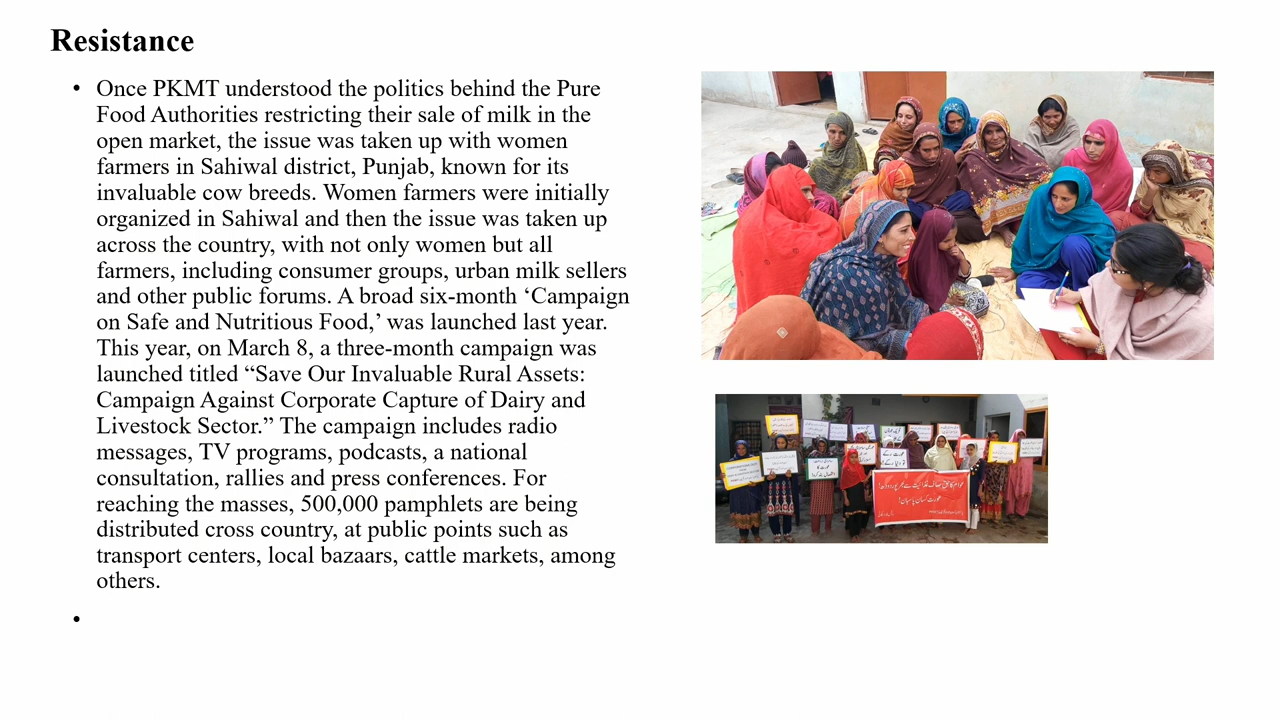 Resistance
• Once PKMT understood the politics behind the Pure
Food Authorities restricting their sale of milk in the
open market, the issue was taken up with women
farmers in Sahiwal district, Punjab, known for its
invaluable cow breeds. Women farmers were initially
organized in Sahiwal and then the issue was taken up
across the country, with not only women but all
farmers, including consumer groups, urban milk sellers
and other public forums. A broad six-month ‘Campaign
on Safe and Nutritious Food,’ was launched last year.
This year, on March 8, a three-month campaign was
launched titled “Save Our Invaluable Rural Assets:
Campaign Against Corporate Capture of Dairy and
Livestock Sector.” The campaign includes radio
messages, TV programs, podcasts, a national
consultation, rallies and press conferences. For
reaching the masses, 500,000 pamphlets are being
distributed cross country, at public points such as
transport centers, local bazaars, cattle markets, among
others.
•